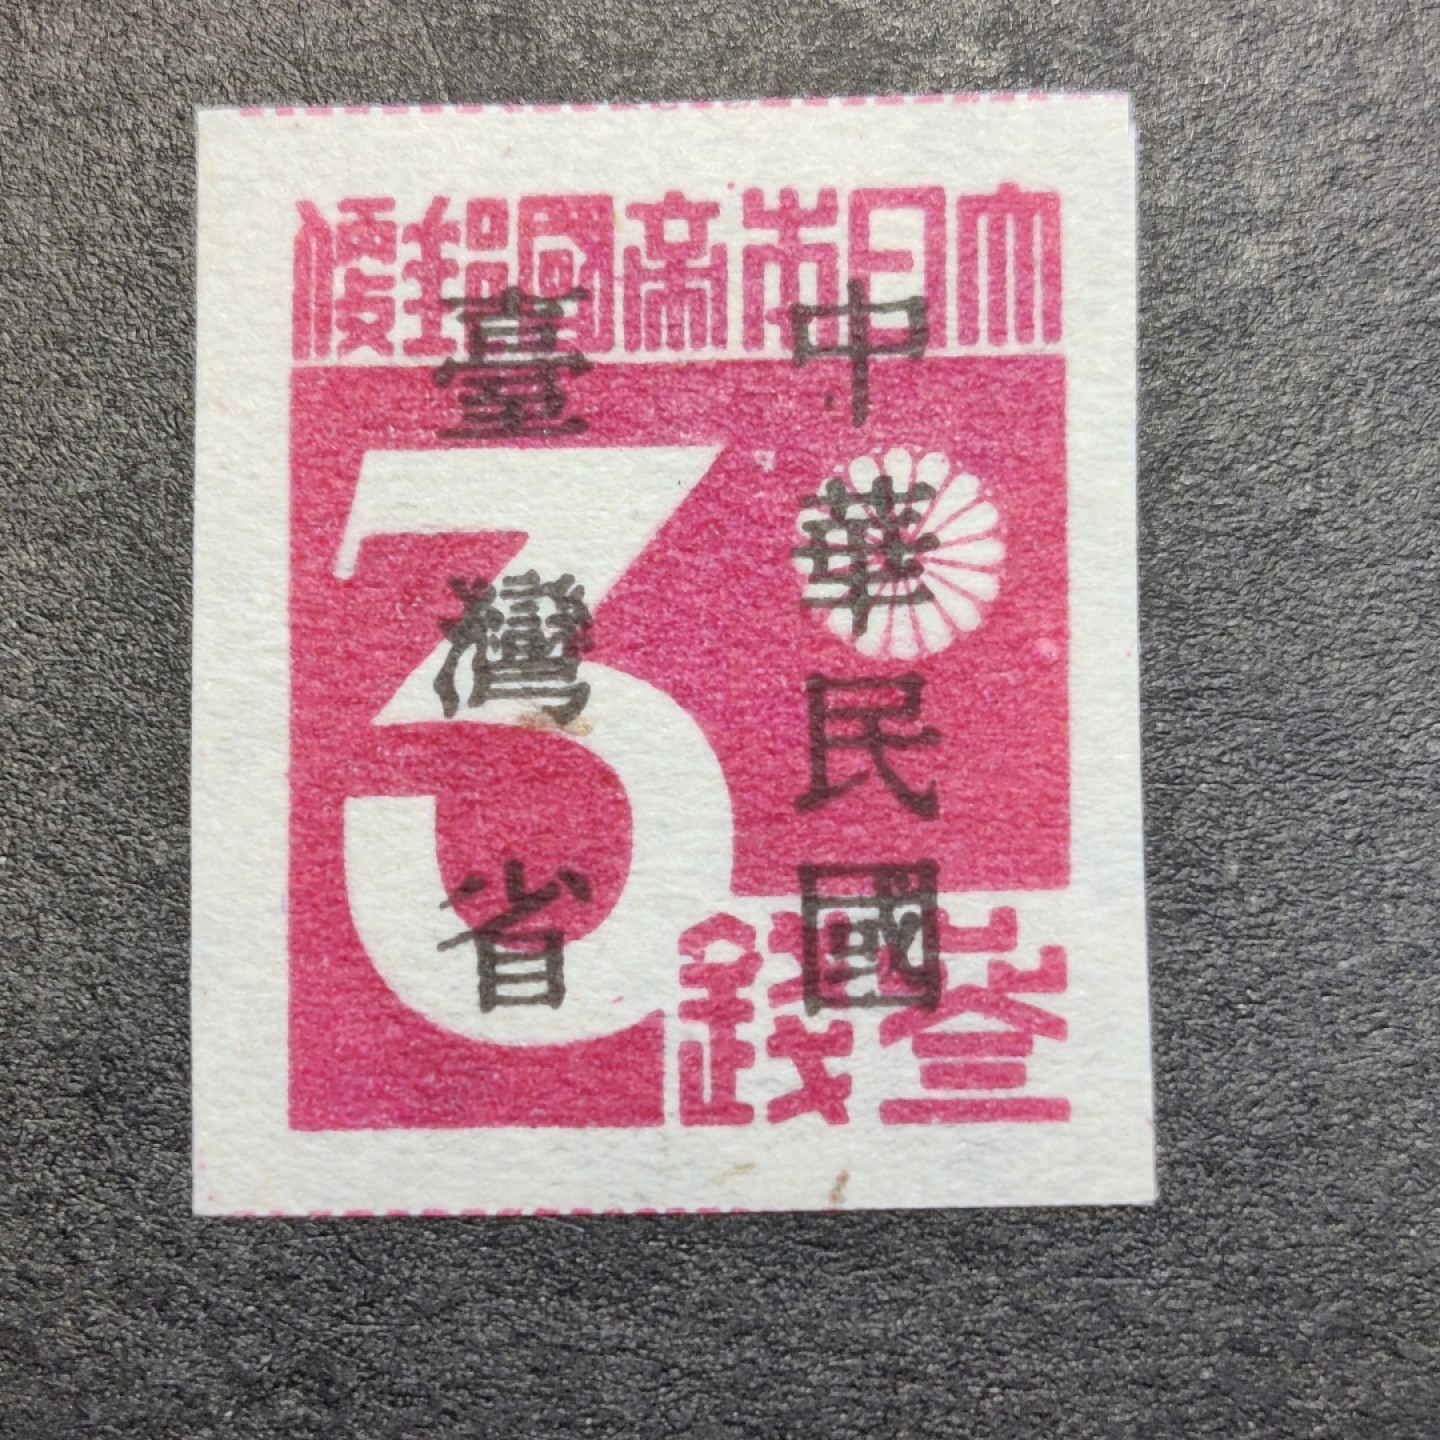 大日本帝國郵便
中華民國
臺灣省
3
參錢